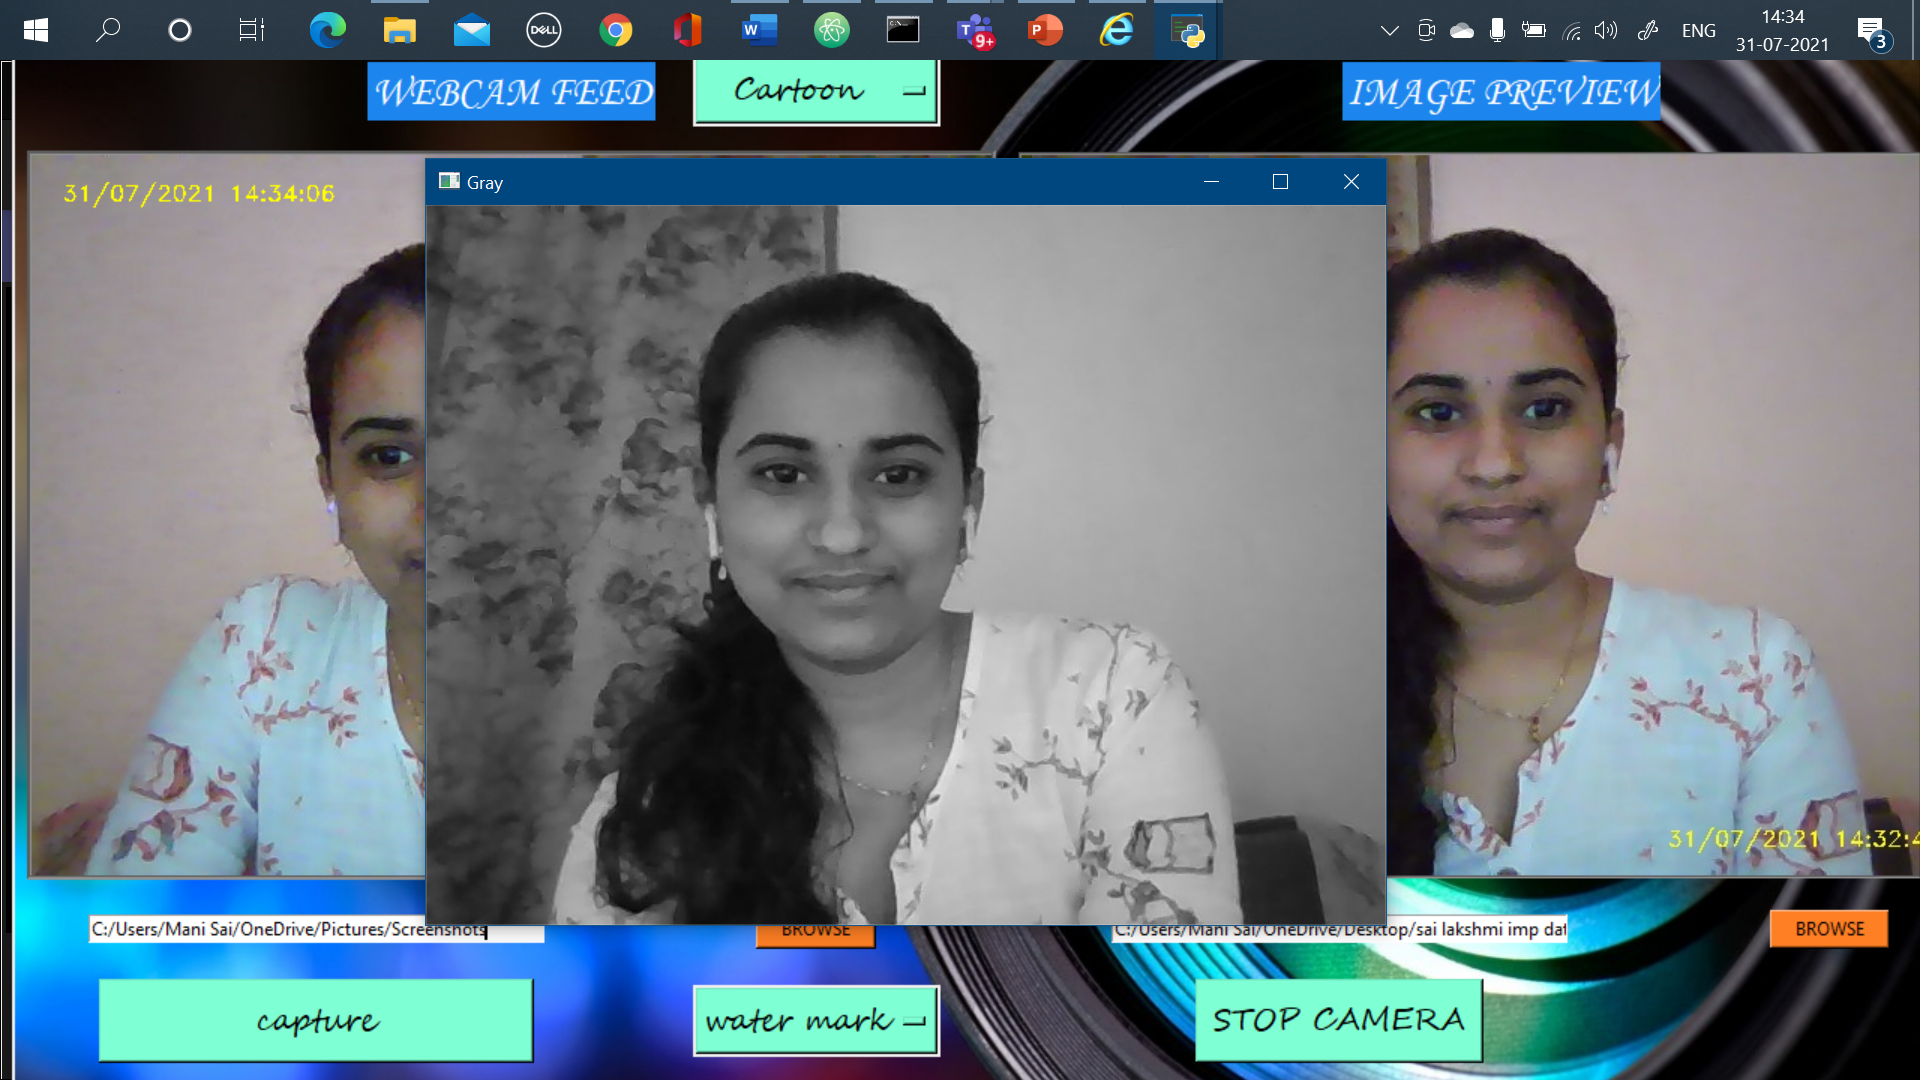 DELL
W
T
9+
P
ENG
14:34
31-07-2021
3
WEBCAM FEED
Cartoon
IMAGE PREVIEW
31/07/2021 14:34:06
Gray
31/07/2021 14:32:4
C:/Users/Mani Sai/OneDrive/Pictures/Screenshots
BROWSE
C:/Users/Mani Sai/OneDrive/Desktop/sai lakshmi imp dat
BROWSE
capture
water mark
STOP CAMERA